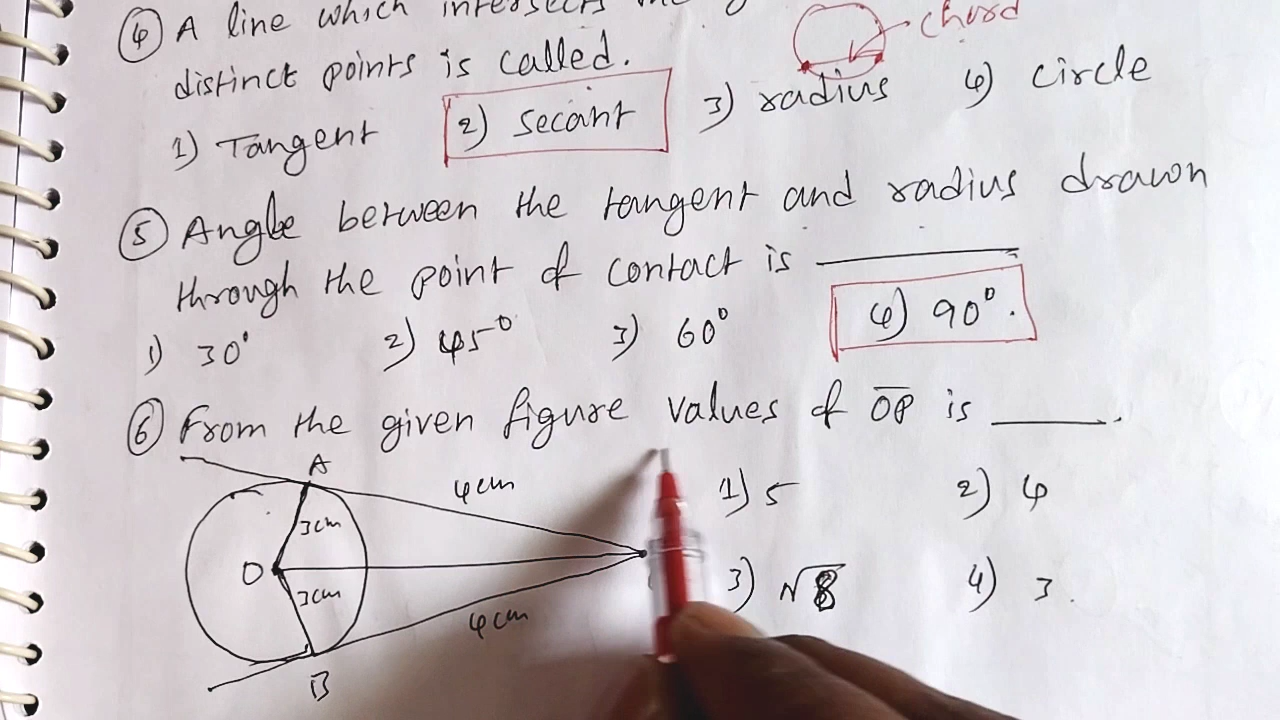 ④ A line which intersects the
chord
distinct points is called.
1) Tangent 2) secant 3) radius 4) circle
⑤ Angle between the tangent and radius drawn
through the point of contact is ______
1) 30° 2) 45° 3) 60° 4) 90°.
⑥ From the given figure values of O̅P̅ is ______.
A
4cm
1) 5 2) 4
3cm
O
3cm
3) √8 4) 3.
4cm
B